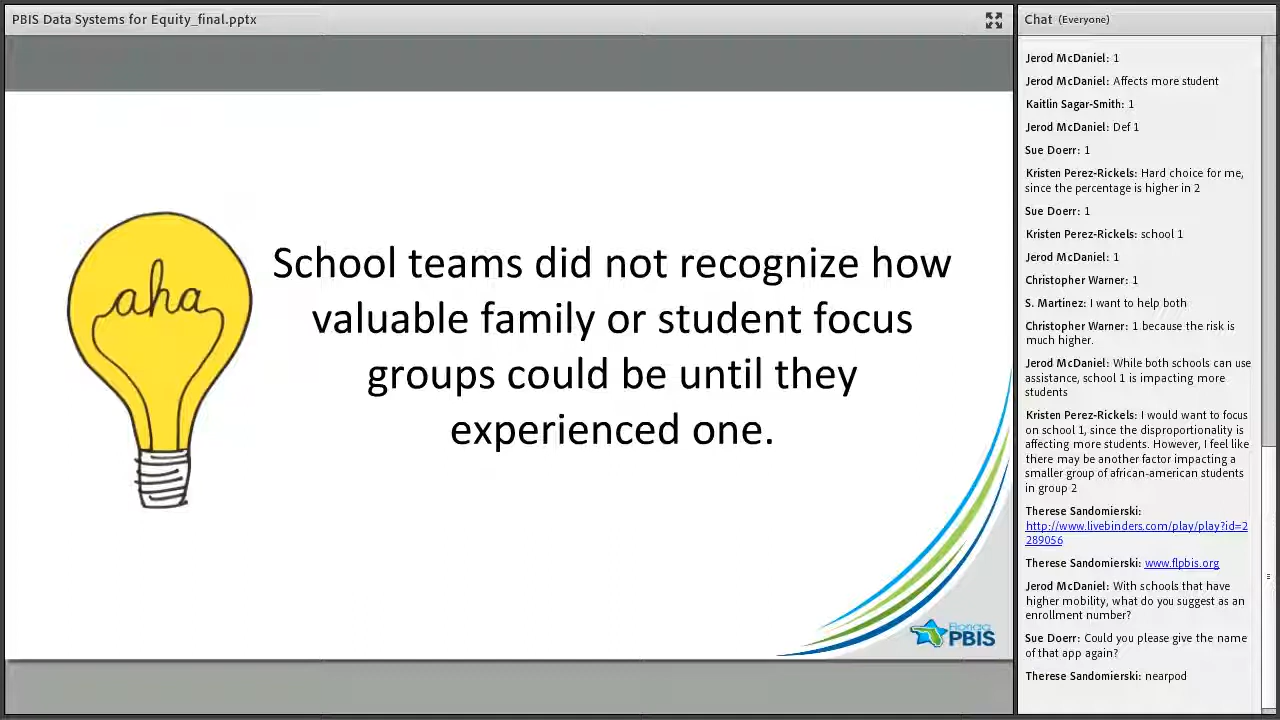 PBIS Data Systems for Equity_final.pptx
aha
School teams did not recognize how
valuable family or student focus
groups could be until they
experienced one.
Florida
PBIS
Chat (Everyone)
Jerod McDaniel: 1
Jerod McDaniel: Affects more student
Kaitlin Sagar-Smith: 1
Jerod McDaniel: Def 1
Sue Doerr: 1
Kristen Perez-Rickels: Hard choice for me,
since the percentage is higher in 2
Sue Doerr: 1
Kristen Perez-Rickels: school 1
Jerod McDaniel: 1
Christopher Warner: 1
S. Martinez: I want to help both
Christopher Warner: 1 because the risk is
much higher.
Jerod McDaniel: While both schools can use
assistance, school 1 is impacting more
students
Kristen Perez-Rickels: I would want to focus
on school 1, since the disproportionality is
affecting more students. However, I feel like
there may be another factor impacting a
smaller group of african-american students
in group 2
Therese Sandomierski:
http://www.livebinders.com/play/play?id=2
289056
Therese Sandomierski: www.flpbis.org
Jerod McDaniel: With schools that have
higher mobility, what do you suggest as an
enrollment number?
Sue Doerr: Could you please give the name
of that app again?
Therese Sandomierski: nearpod